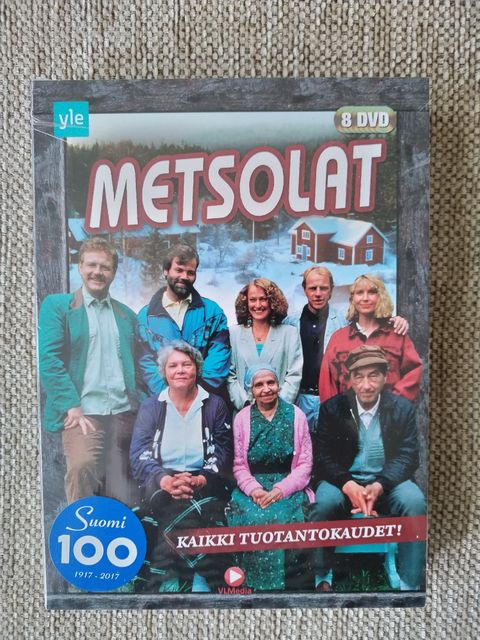 yle
8 DVD
METSOLAT
KAIKKI TUOTANTOKAUDET!
Suomi
100
1917 - 2017
VLMedia